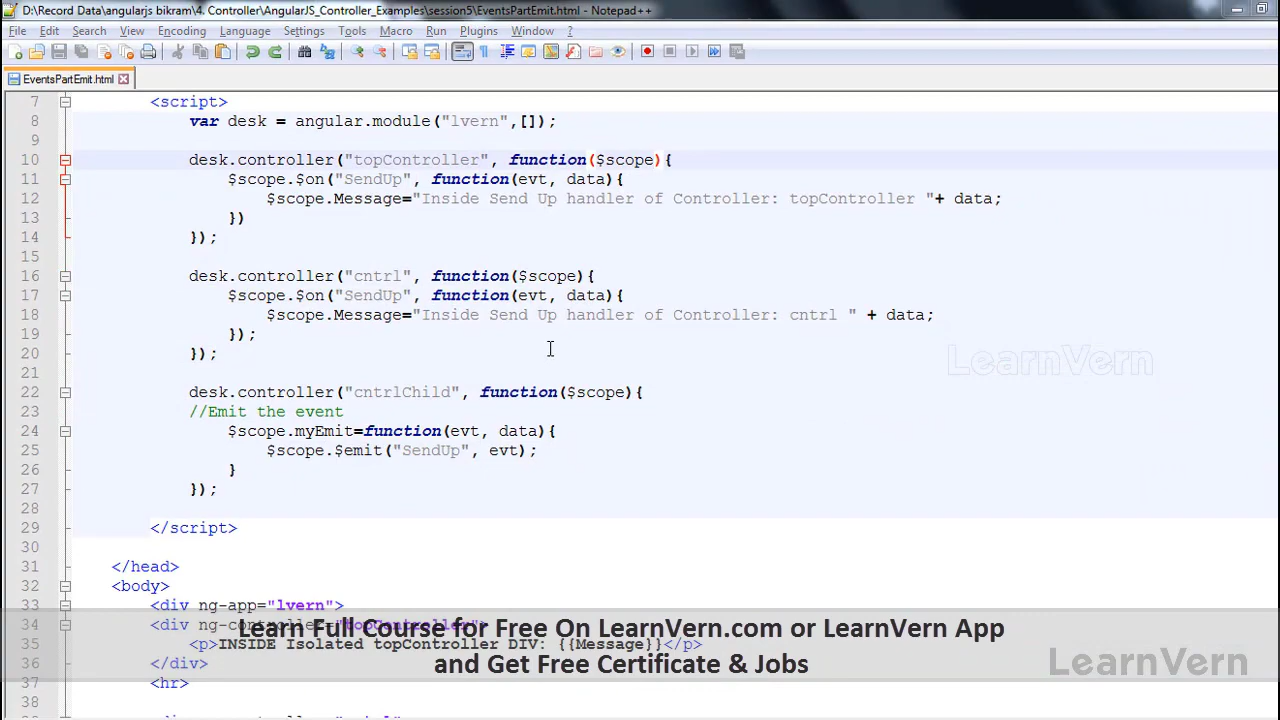 D:\Record Data\angularjs bikram\4. Controller\AngularJS_Controller_Examples\session5\EventsPartEmit.html - Notepad++
File Edit Search View Encoding Language Settings Tools Macro Run Plugins Window ?
EventsPartEmit.html
7 <script>
8 var desk = angular.module("lvern",[]);
9
10 desk.controller("topController", function($scope){
11 $scope.$on("SendUp", function(evt, data){
12 $scope.Message="Inside Send Up handler of Controller: topController "+ data;
13 })
14 });
15
16 desk.controller("cntrl", function($scope){
17 $scope.$on("SendUp", function(evt, data){
18 $scope.Message="Inside Send Up handler of Controller: cntrl " + data;
19 });
20 });
21
22 desk.controller("cntrlChild", function($scope){
23 //Emit the event
24 $scope.myEmit=function(evt, data){
25 $scope.$emit("SendUp", evt);
26 }
27 });
28
29 </script>
30
31 </head>
32 <body>
33 <div ng-app="lvern">
34 <div ng-controller="topController">
35 <p>INSIDE Isolated topController DIV: {{Message}}</p>
36 </div>
37 <hr>
38
LearnVern
Learn Full Course for Free On LearnVern.com or LearnVern App
and Get Free Certificate & Jobs
LearnVern